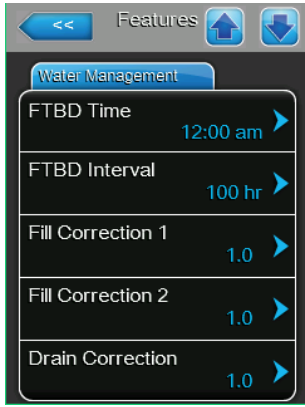 << Features
Water Management
FTBD Time
12:00 am
FTBD Interval
100 hr
Fill Correction 1
1.0
Fill Correction 2
1.0
Drain Correction
1.0